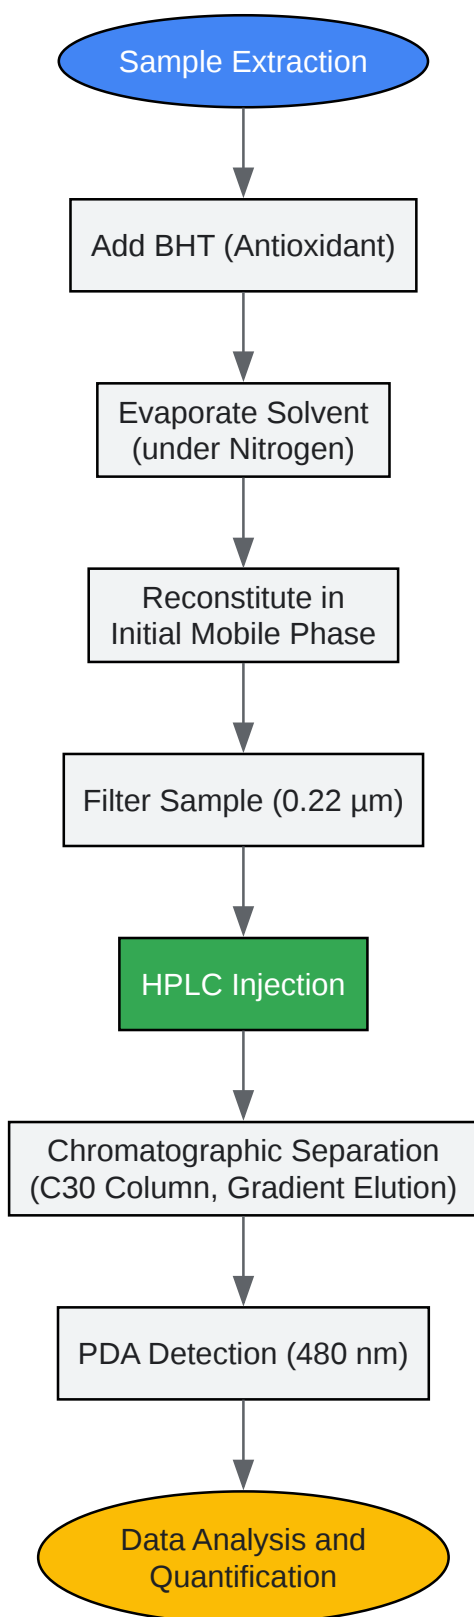 Sample Extraction
Add BHT (Antioxidant)
Evaporate Solvent
(under Nitrogen)
Reconstitute in
Initial Mobile Phase
Filter Sample (0.22 µm)
HPLC Injection
Chromatographic Separation
(C30 Column, Gradient Elution)
PDA Detection (480 nm)
Data Analysis and
Quantification